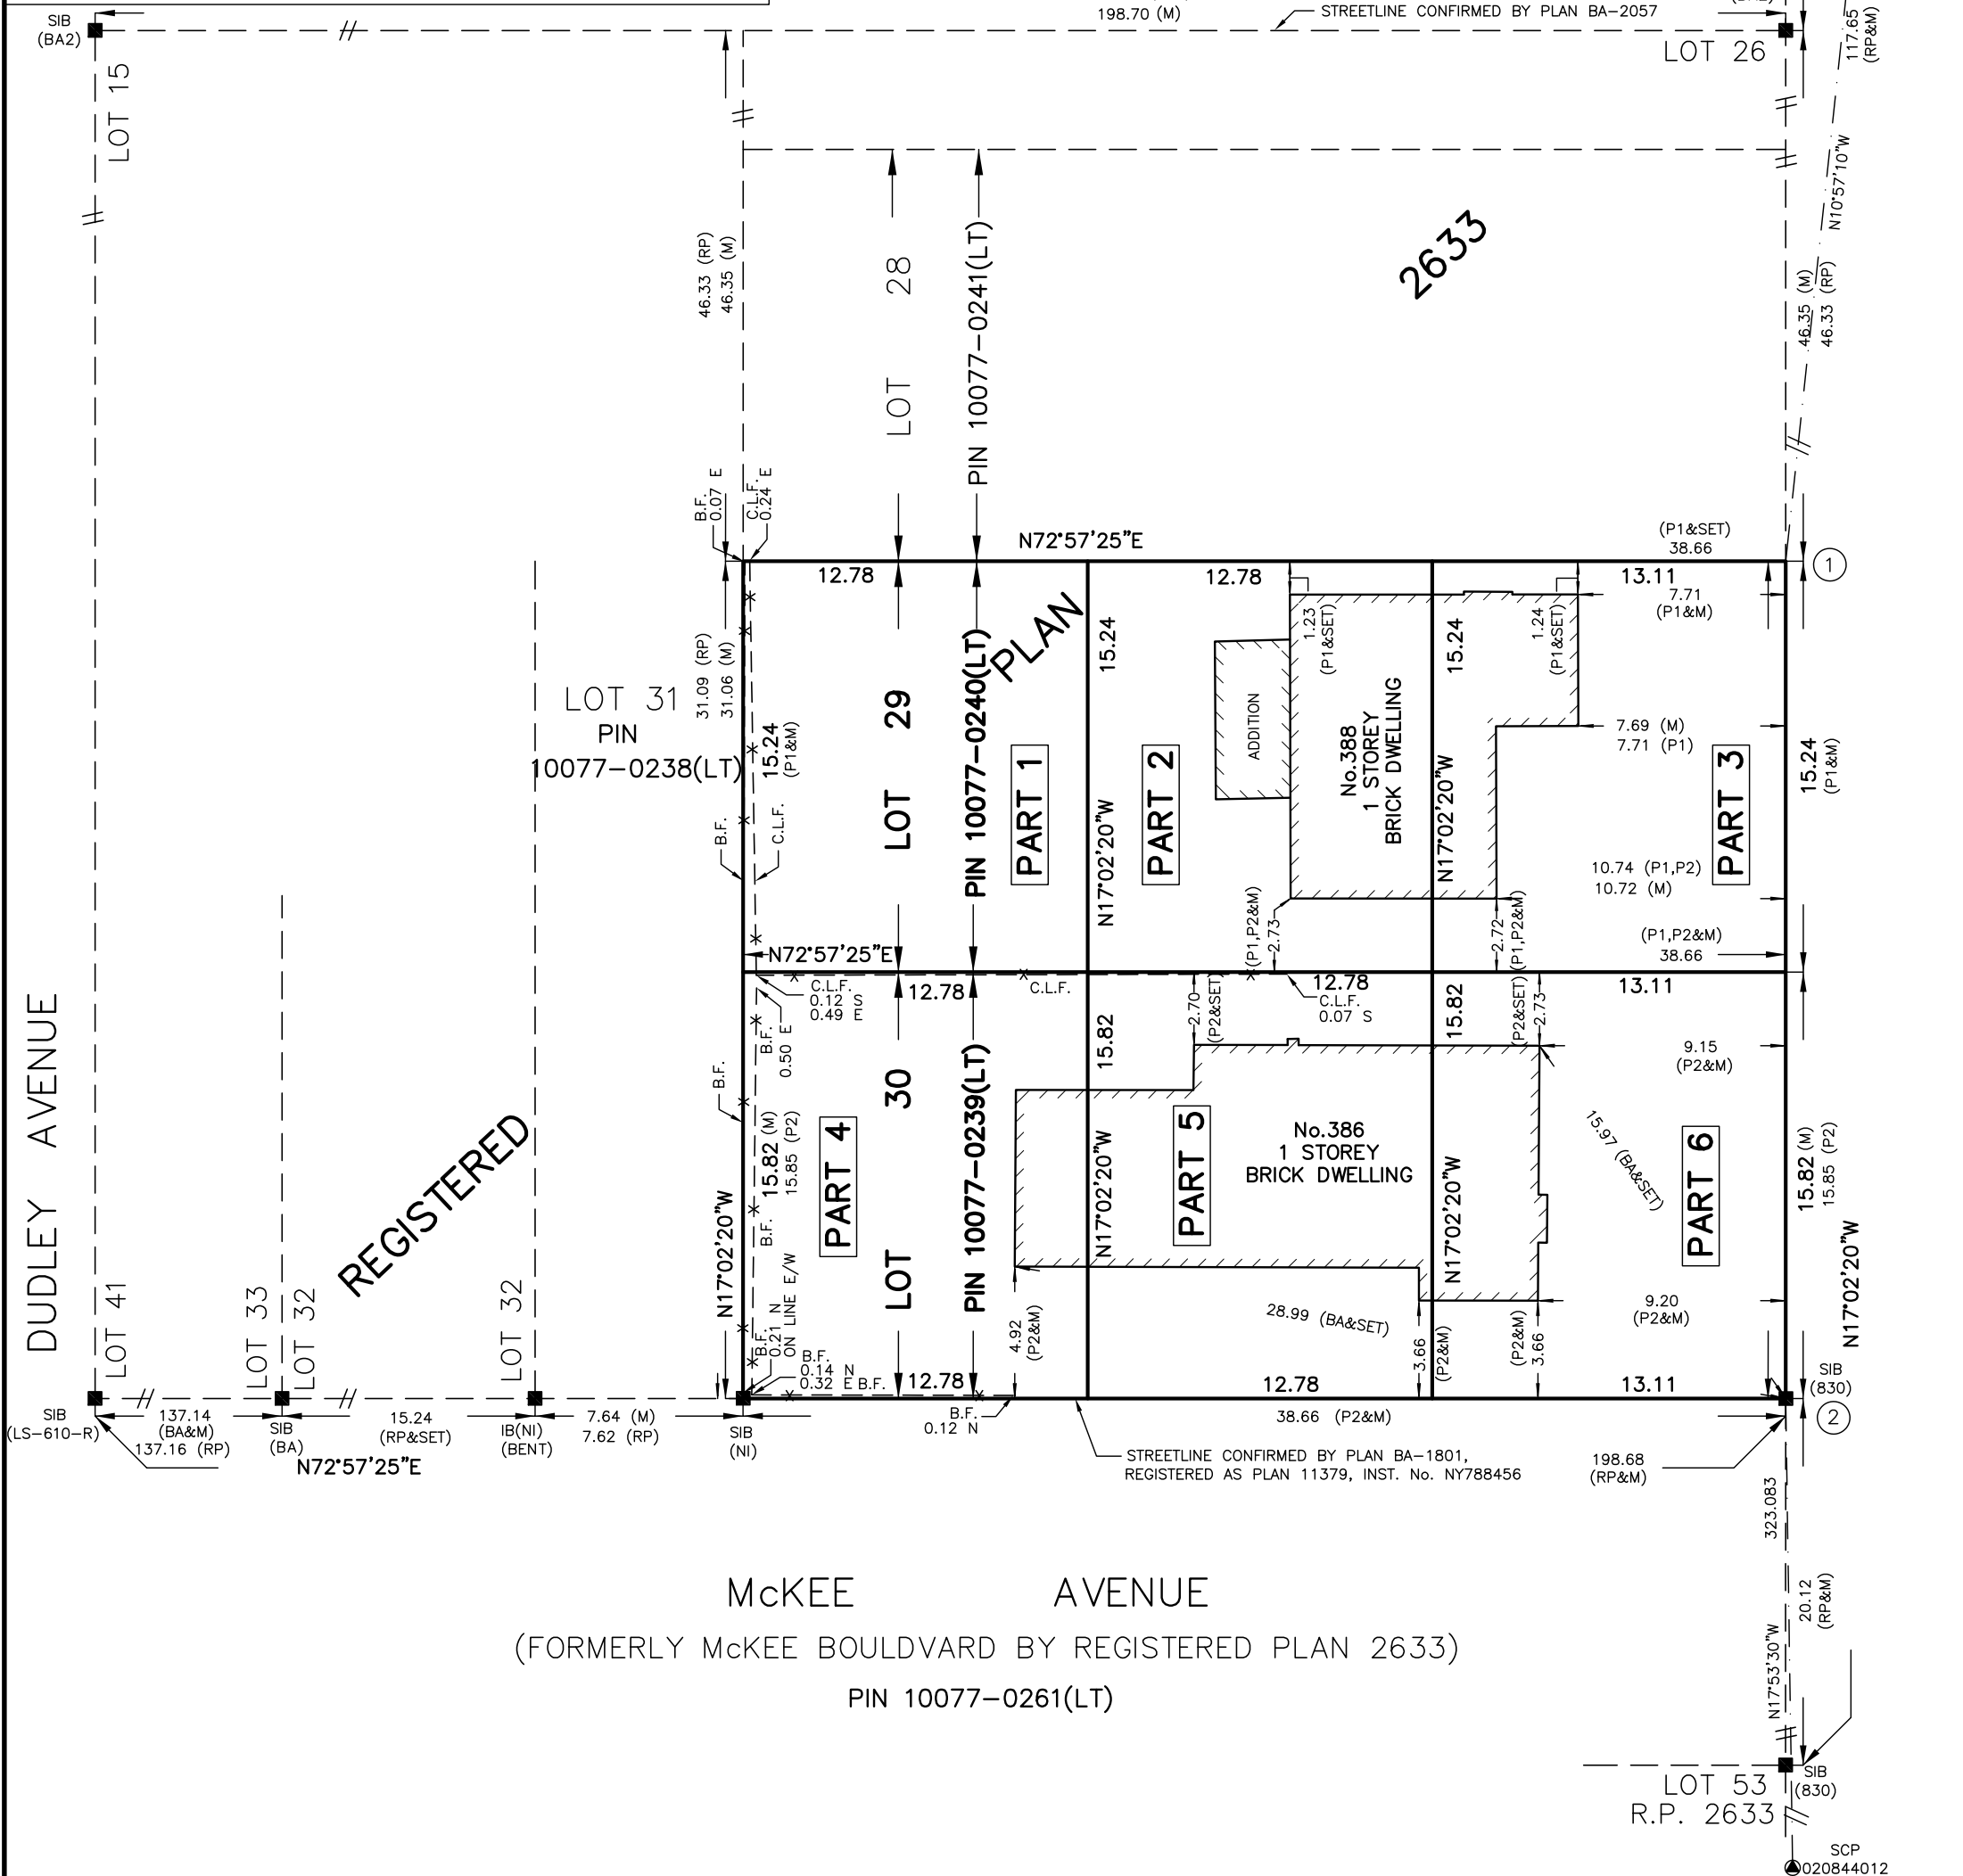 SIB
(BA2)
198.70 (M)
STREETLINE CONFIRMED BY PLAN BA-2057
LOT 26
117.65
(RP&M)
LOT 15
N10°57'10"W
2633
46.33 (RP)
46.35 (M)
LOT 28
PIN 10077-0241(LT)
46.35 (M)
46.33 (RP)
B.F.
0.07 E
C.L.F.
0.24 E
N72°57'25"E
(P1&SET)
38.66
1
12.78
12.78
13.11
7.71
(P1&M)
1.23
(P1&SET)
1.24
(P1&SET)
PLAN
15.24
15.24
31.09 (RP)
31.06 (M)
LOT 31
PIN
10077-0238(LT)
15.24
(P1&M)
LOT 29
PIN 10077-0240(LT)
PART 1
PART 2
ADDITION
No.388
1 STOREY
BRICK DWELLING
7.69 (M)
7.71 (P1)
PART 3
15.24
(P1&M)
B.F.
C.L.F.
N17°02'20"W
N17°02'20"W
10.74 (P1,P2)
10.72 (M)
2.73
(P1,P2&M)
2.72
(P1,P2&M)
(P1,P2&M)
38.66
N72°57'25"E
C.L.F.
0.12 S
0.49 E
12.78
C.L.F.
12.78
C.L.F.
0.07 S
13.11
2.70
(P2&SET)
15.82
15.82
2.73
(P2&SET)
9.15
(P2&M)
B.F.
0.50 E
B.F.
DUDLEY AVENUE
REGISTERED
15.82 (M)
15.85 (P2)
PART 4
LOT 30
PIN 10077-0239(LT)
PART 5
No.386
1 STOREY
BRICK DWELLING
15.97 (BA&SET)
PART 6
15.82 (M)
15.85 (P2)
N17°02'20"W
N17°02'20"W
N17°02'20"W
N17°02'20"W
B.F.
B.F.
0.21 N
ON LINE E/W
B.F.
0.14 N
0.32 E
B.F.
4.92
(P2&M)
28.99 (BA&SET)
3.66
(P2&M)
3.66
(P2&M)
9.20
(P2&M)
LOT 41
LOT 33
LOT 32
LOT 32
12.78
12.78
13.11
SIB
(830)
2
SIB
(LS-610-R)
137.14
(BA&M)
137.16 (RP)
SIB
(BA)
15.24
(RP&SET)
IB(NI)
(BENT)
7.64 (M)
7.62 (RP)
SIB
(NI)
N72°57'25"E
B.F.
0.12 N
38.66 (P2&M)
STREETLINE CONFIRMED BY PLAN BA-1801,
REGISTERED AS PLAN 11379, INST. No. NY788456
198.68
(RP&M)
323.083
McKEE AVENUE
(FORMERLY McKEE BOULDVARD BY REGISTERED PLAN 2633)
PIN 10077-0261(LT)
20.12
(RP&M)
N17°53'30"W
LOT 53
R.P. 2633
SIB
(830)
SCP
020844012